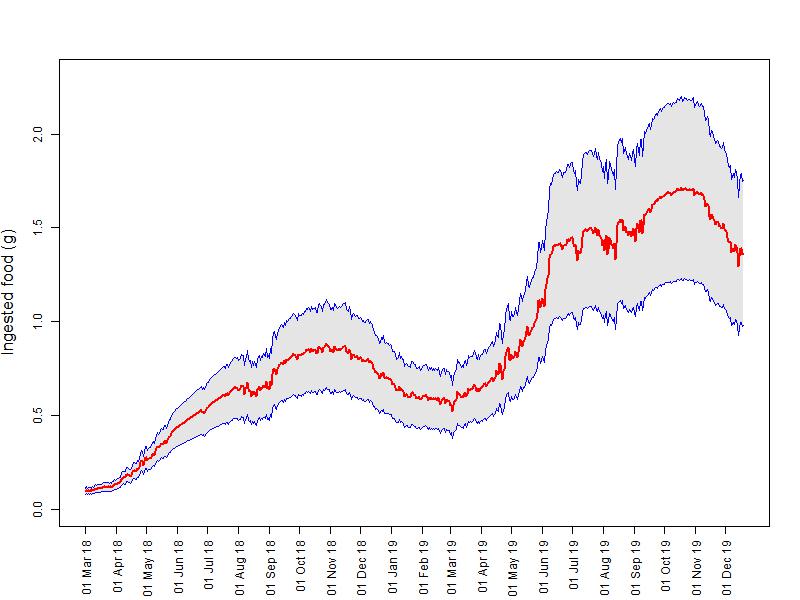 Ingested food (g)
2.0
1.5
1.0
0.5
0.0
01 Mar 18
01 Apr 18
01 May 18
01 Jun 18
01 Jul 18
01 Aug 18
01 Sep 18
01 Oct 18
01 Nov 18
01 Dec 18
01 Jan 19
01 Feb 19
01 Mar 19
01 Apr 19
01 May 19
01 Jun 19
01 Jul 19
01 Aug 19
01 Sep 19
01 Oct 19
01 Nov 19
01 Dec 19